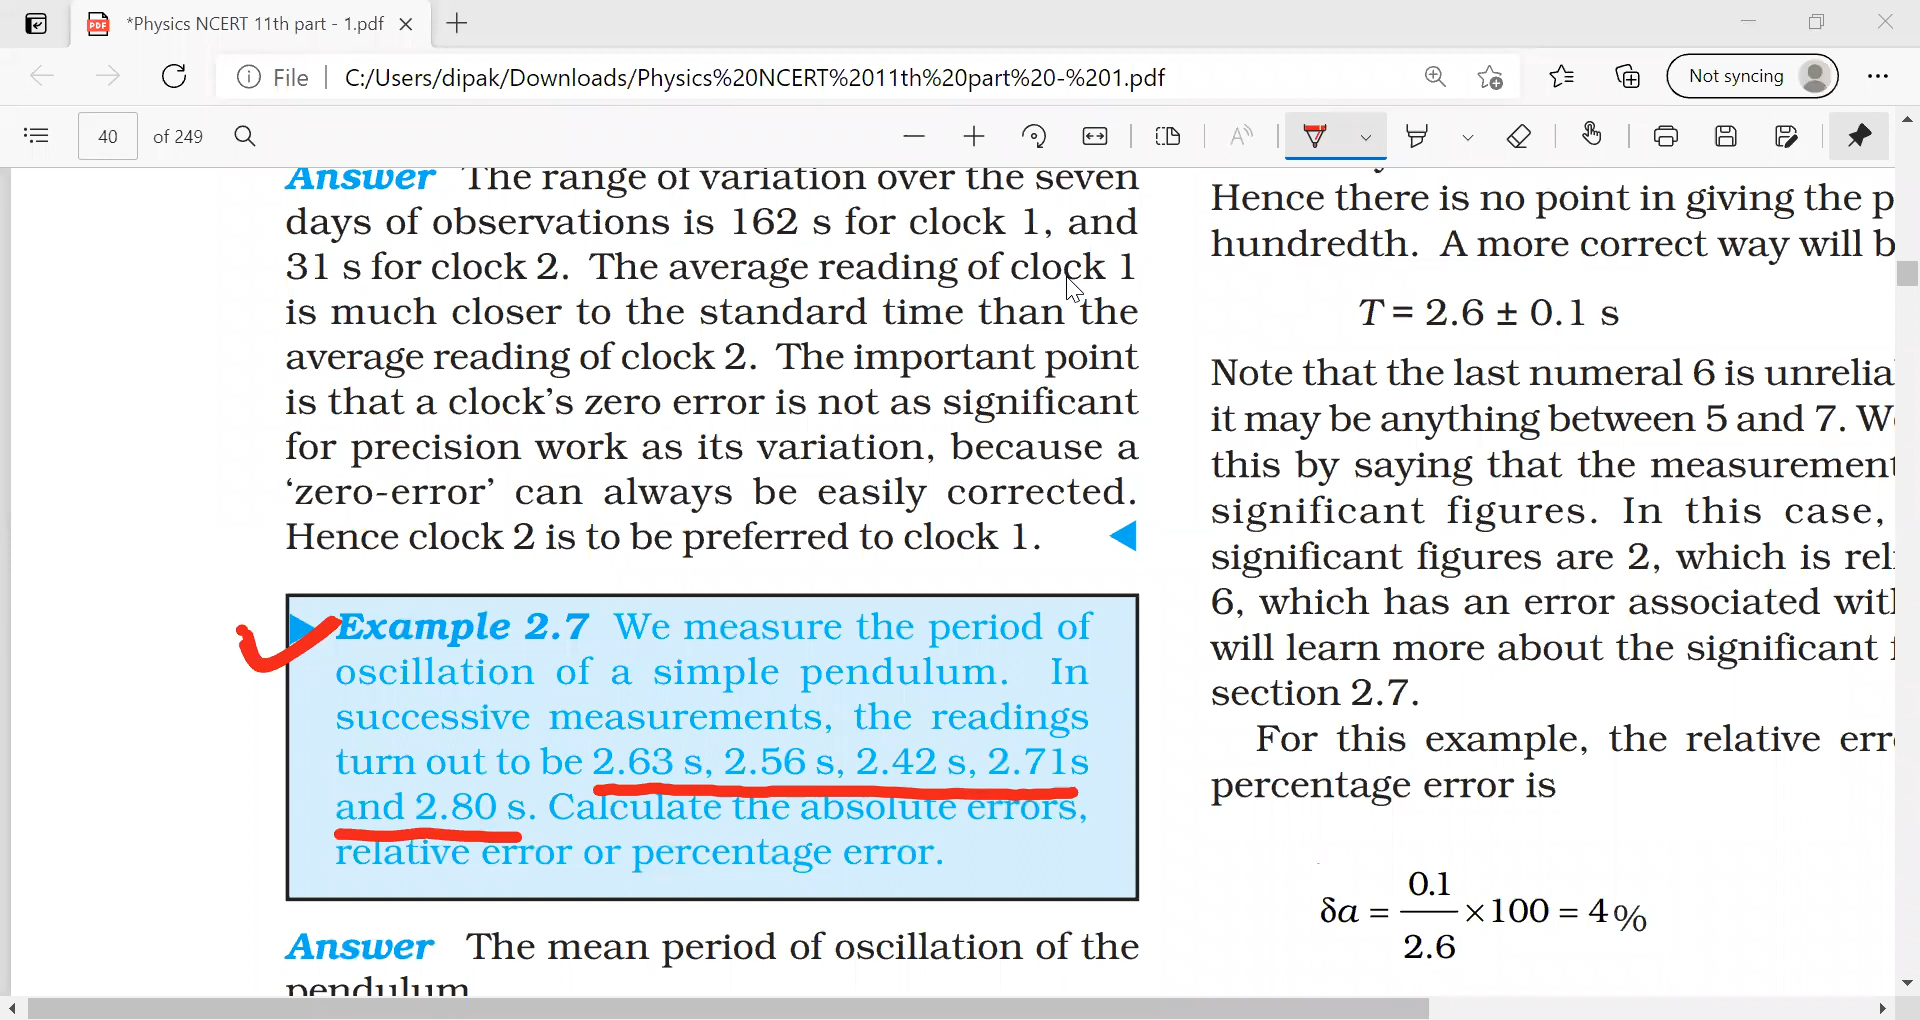 *Physics NCERT 11th part - 1.pdf
File
C:/Users/dipak/Downloads/Physics%20NCERT%2011th%20part%20-%201.pdf
Not syncing
40 of 249
Answer The range of variation over the seven
days of observations is 162 s for clock 1, and
31 s for clock 2. The average reading of clock 1
is much closer to the standard time than the
average reading of clock 2. The important point
is that a clock's zero error is not as significant
for precision work as its variation, because a
‘zero-error’ can always be easily corrected.
Hence clock 2 is to be preferred to clock 1.
Example 2.7 We measure the period of
oscillation of a simple pendulum. In
successive measurements, the readings
turn out to be 2.63 s, 2.56 s, 2.42 s, 2.71s
and 2.80 s. Calculate the absolute errors,
relative error or percentage error.
Answer The mean period of oscillation of the
pendulum
Hence there is no point in giving the p
hundredth. A more correct way will b
T = 2.6 ± 0.1 s
Note that the last numeral 6 is unrelia
it may be anything between 5 and 7. We
this by saying that the measurement
significant figures. In this case,
significant figures are 2, which is reli
6, which has an error associated with
will learn more about the significant f
section 2.7.
For this example, the relative erro
percentage error is
δa = 0.1/2.6 ×100 = 4%